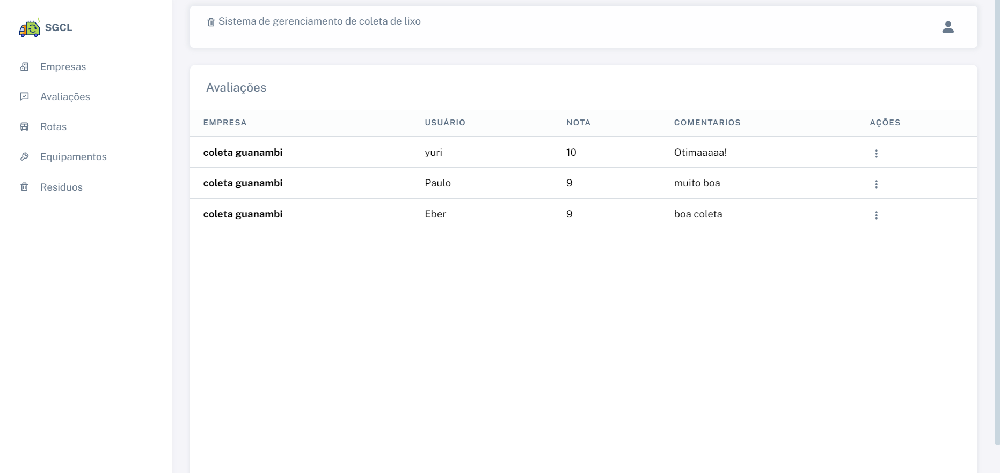 SGCL
Empresas
Avaliações
Rotas
Equipamentos
Residuos
Sistema de gerenciamento de coleta de lixo
Avaliações
EMPRESA USUÁRIO NOTA COMENTARIOS AÇÕES
coleta guanambi yuri 10 Otimaaaaa!
coleta guanambi Paulo 9 muito boa
coleta guanambi Eber 9 boa coleta